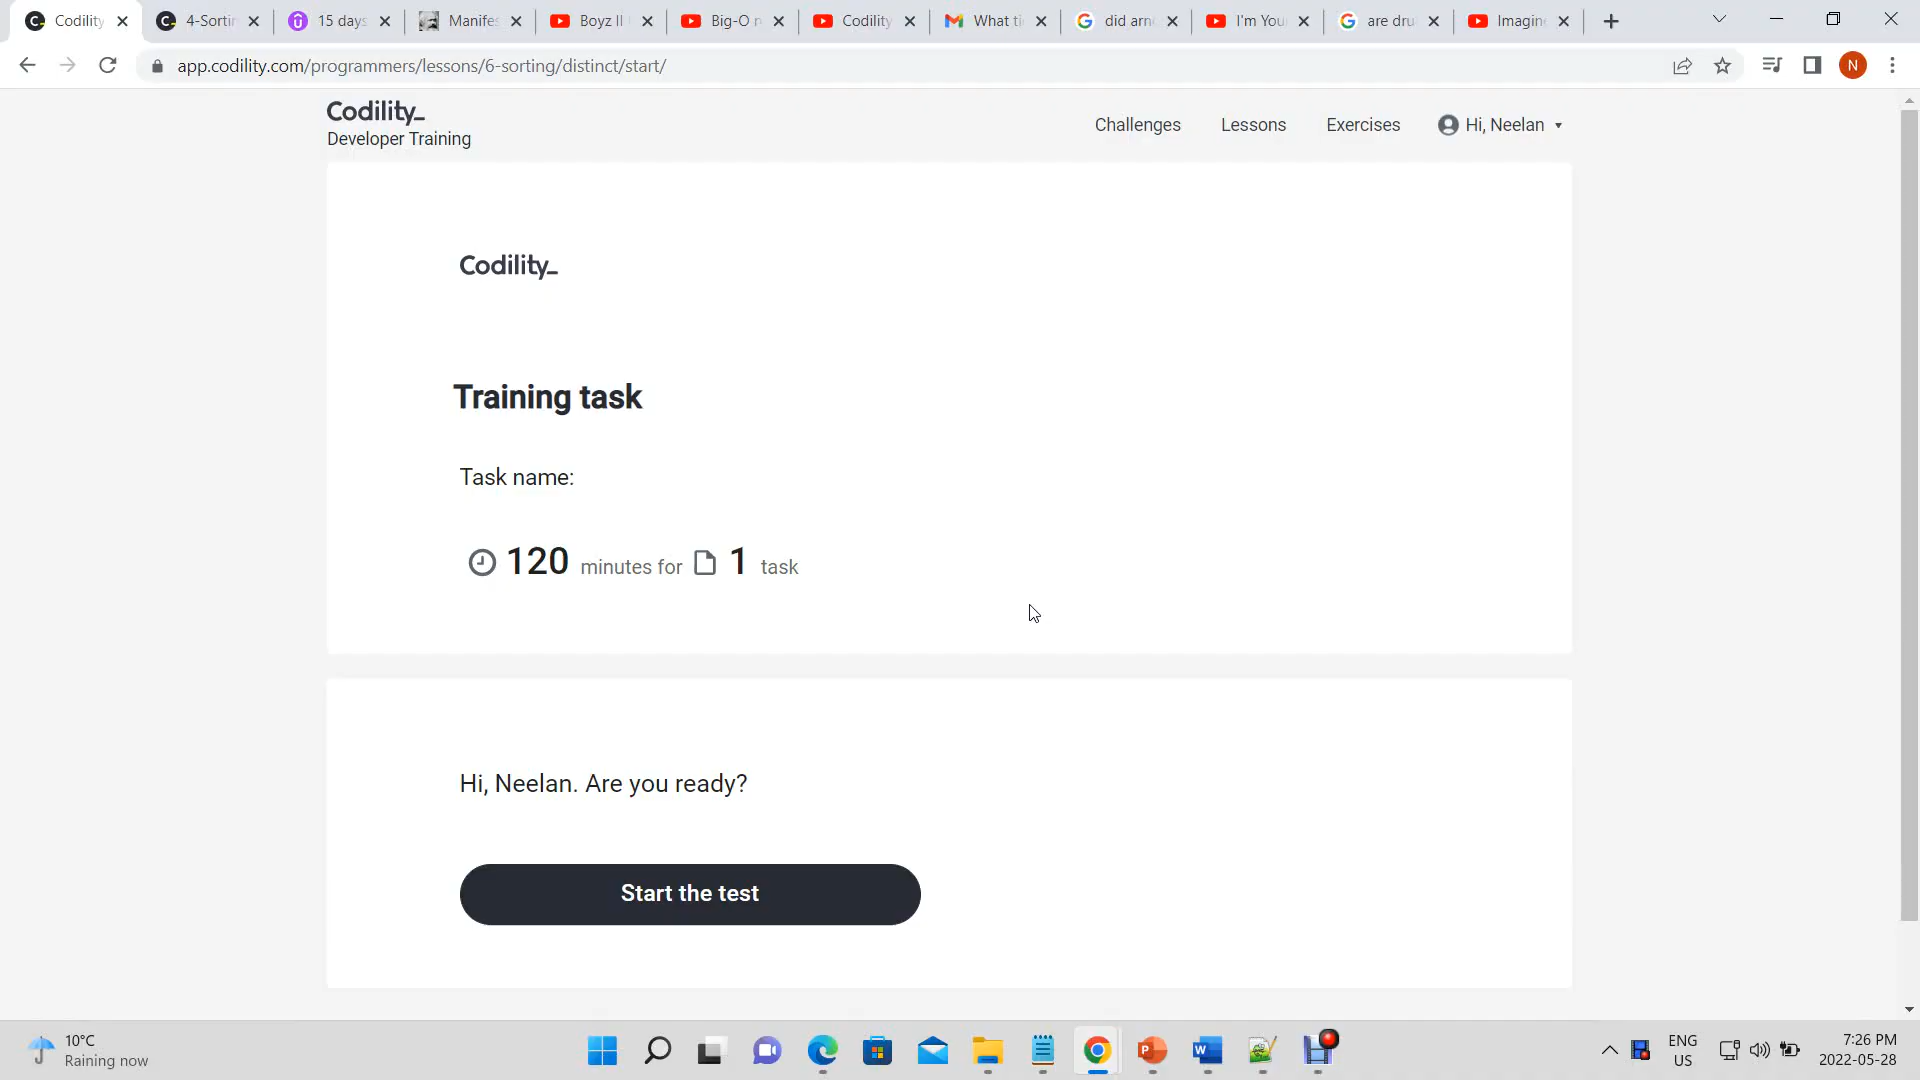 Codility
4-Sortin
15 days
Manifes
Boyz II
Big-O n
Codility
What ti
did arn
I'm You
are dru
Imagin
app.codility.com/programmers/lessons/6-sorting/distinct/start/
N
Codility_
Developer Training
Challenges
Lessons
Exercises
Hi, Neelan
Codility_
Training task
Task name:
120 minutes for 1 task
Hi, Neelan. Are you ready?
Start the test
10°C
Raining now
ENG
US
7:26 PM
2022-05-28